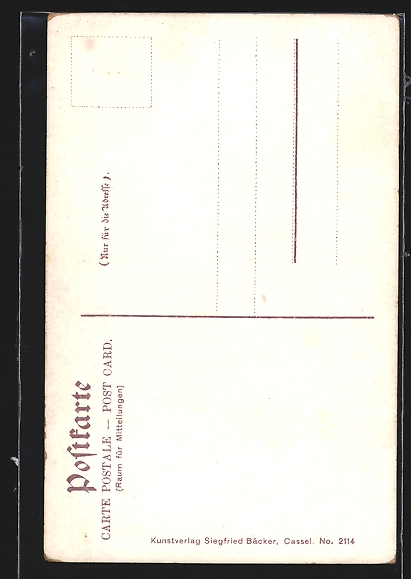 Postkarte
CARTE POSTALE — POST CARD.
(Raum für Mitteilungen)
(Nur für die Adresse).
Kunstverlag Siegfried Bäcker, Cassel. No. 2114